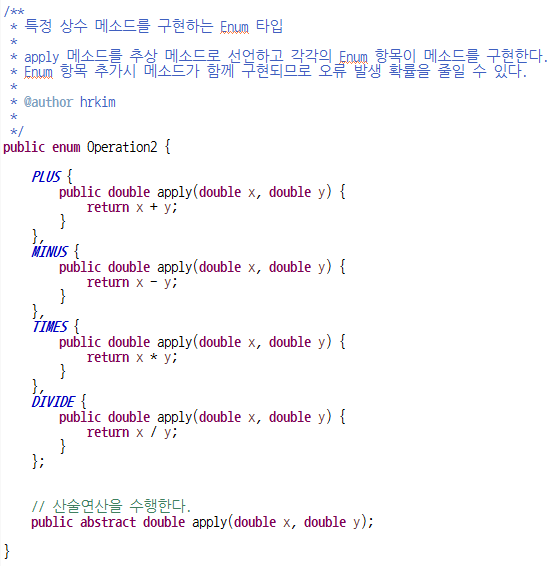 /**
 * 특정 상수 메소드를 구현하는 Enum 타입
 *
 * apply 메소드를 추상 메소드로 선언하고 각각의 Enum 항목이 메소드를 구현한다.
 * Enum 항목 추가시 메소드가 함께 구현되므로 오류 발생 확률을 줄일 수 있다.
 *
 * @author hrkim
 *
 */
public enum Operation2 {
    PLUS {
        public double apply(double x, double y) {
            return x + y;
        }
    },
    MINUS {
        public double apply(double x, double y) {
            return x - y;
        }
    },
    TIMES {
        public double apply(double x, double y) {
            return x * y;
        }
    },
    DIVIDE {
        public double apply(double x, double y) {
            return x / y;
        }
    };
    // 산술연산을 수행한다.
    public abstract double apply(double x, double y);
}